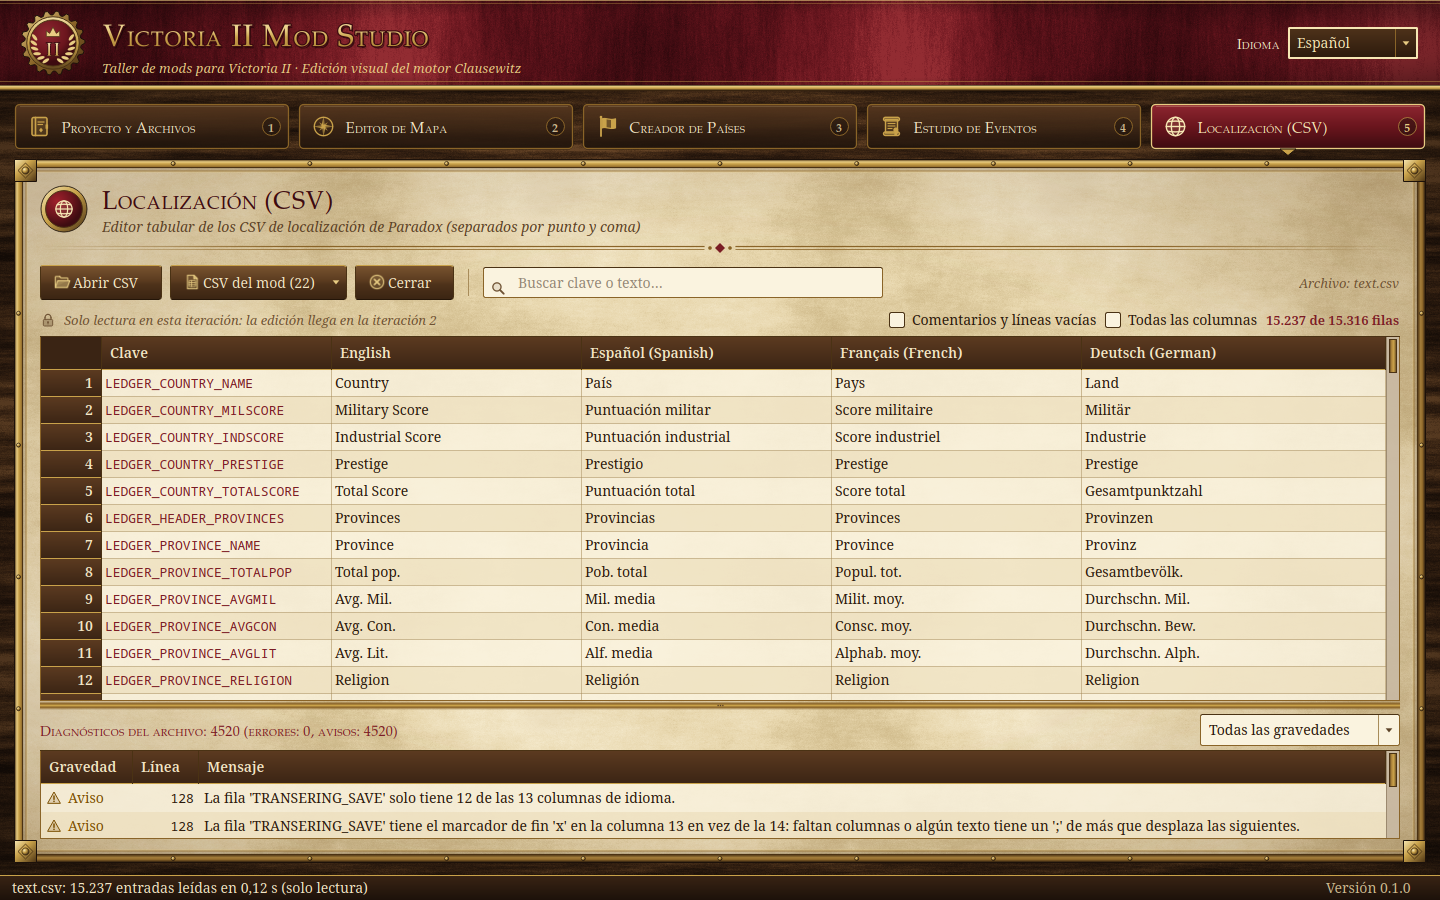 Victoria II Mod Studio
Taller de mods para Victoria II · Edición visual del motor Clausewitz
Idioma
Español
II
Proyecto y Archivos 1
Editor de Mapa 2
Creador de Países 3
Estudio de Eventos 4
Localización (CSV) 5
Localización (CSV)
Editor tabular de los CSV de localización de Paradox (separados por punto y coma)
Abrir CSV
CSV del mod (22)
Cerrar
Buscar clave o texto...
Archivo: text.csv
Solo lectura en esta iteración: la edición llega en la iteración 2
Comentarios y líneas vacías
Todas las columnas
15.237 de 15.316 filas
Clave English Español (Spanish) Français (French) Deutsch (German)
1 LEDGER_COUNTRY_NAME Country País Pays Land
2 LEDGER_COUNTRY_MILSCORE Military Score Puntuación militar Score militaire Militär
3 LEDGER_COUNTRY_INDSCORE Industrial Score Puntuación industrial Score industriel Industrie
4 LEDGER_COUNTRY_PRESTIGE Prestige Prestigio Prestige Prestige
5 LEDGER_COUNTRY_TOTALSCORE Total Score Puntuación total Score total Gesamtpunktzahl
6 LEDGER_HEADER_PROVINCES Provinces Provincias Provinces Provinzen
7 LEDGER_PROVINCE_NAME Province Provincia Province Provinz
8 LEDGER_PROVINCE_TOTALPOP Total pop. Pob. total Popul. tot. Gesamtbevölk.
9 LEDGER_PROVINCE_AVGMIL Avg. Mil. Mil. media Milit. moy. Durchschn. Mil.
10 LEDGER_PROVINCE_AVGCON Avg. Con. Con. media Consc. moy. Durchschn. Bew.
11 LEDGER_PROVINCE_AVGLIT Avg. Lit. Alf. media Alphab. moy. Durchschn. Alph.
12 LEDGER_PROVINCE_RELIGION Religion Religión Religion Religion
Diagnósticos del archivo: 4520 (errores: 0, avisos: 4520)
Todas las gravedades
Gravedad Línea Mensaje
Aviso 128 La fila 'TRANSERING_SAVE' solo tiene 12 de las 13 columnas de idioma.
Aviso 128 La fila 'TRANSERING_SAVE' tiene el marcador de fin 'x' en la columna 13 en vez de la 14: faltan columnas o algún texto tiene un ';' de más que desplaza las siguientes.
text.csv: 15.237 entradas leídas en 0,12 s (solo lectura)
Versión 0.1.0